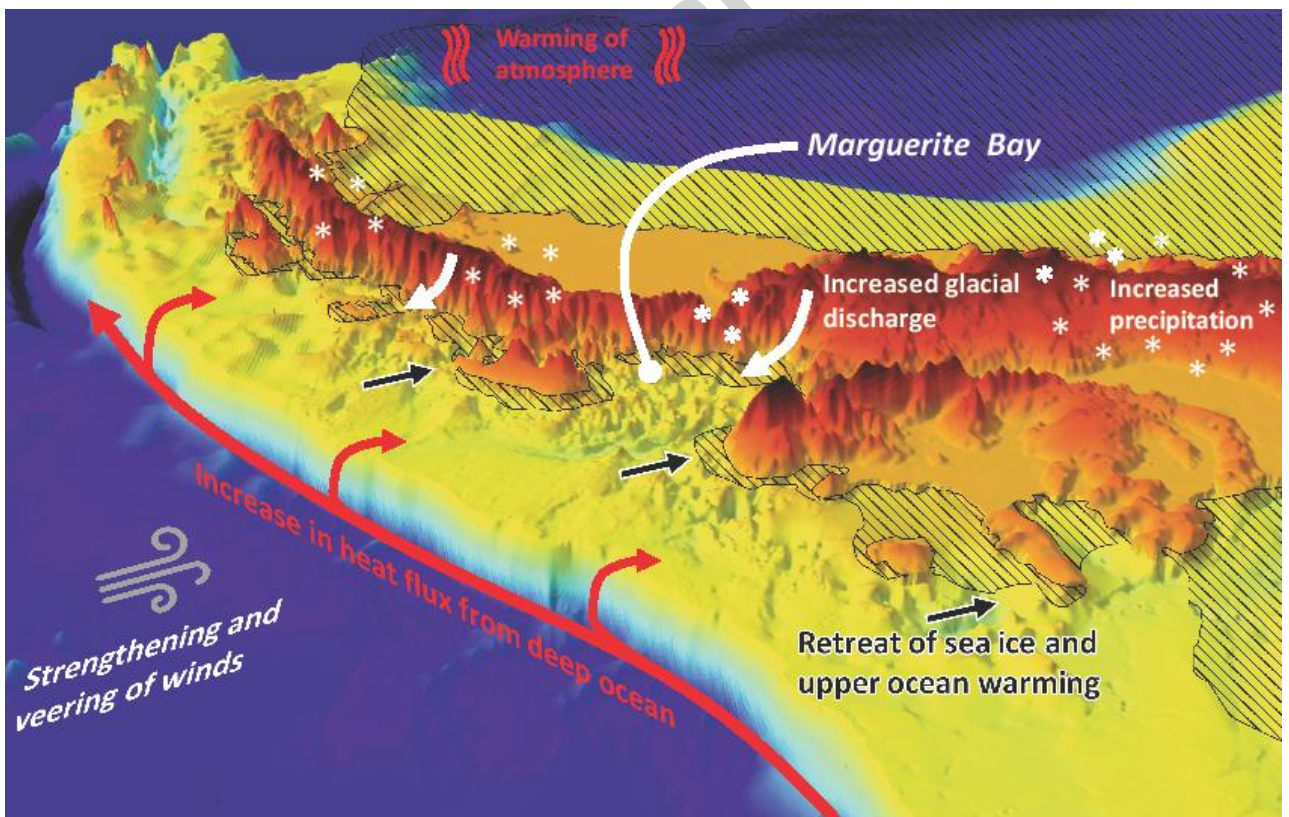 Warming of
atmosphere
Marguerite Bay
Increased glacial
discharge
Increased
precipitation
Increase in heat flux from deep ocean
Strengthening and
veering of winds
Retreat of sea ice and
upper ocean warming